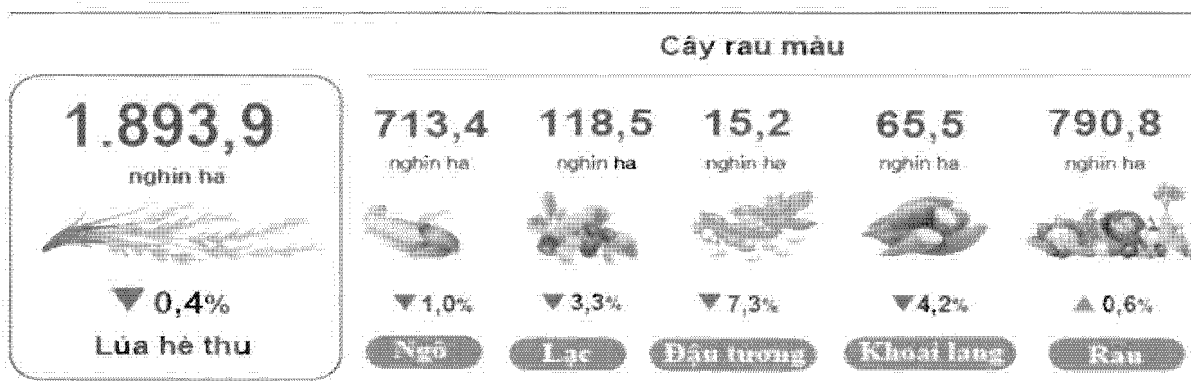 Cây rau màu
1.893,9
nghìn ha
▼ 0,4%
Lúa hè thu
713,4 118,5 15,2 65,5 790,8
nghìn ha nghìn ha nghìn ha nghìn ha nghìn ha
▼ 1,0% ▼ 3,3% ▼ 7,3% ▼ 4,2% ▲ 0,6%
Ngô Lạc Đậu tương Khoai lang Rau